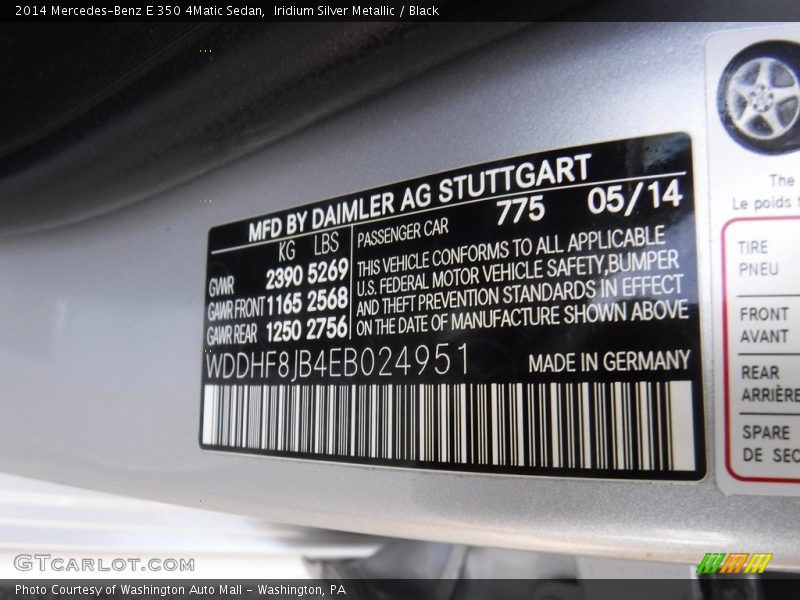 2014 Mercedes-Benz E 350 4Matic Sedan, Iridium Silver Metallic / Black
MFD BY DAIMLER AG STUTTGART
KG LBS
GVWR 2390 5269
GAWR FRONT 1165 2568
GAWR REAR 1250 2756
PASSENGER CAR 775 05/14
THIS VEHICLE CONFORMS TO ALL APPLICABLE
U.S. FEDERAL MOTOR VEHICLE SAFETY, BUMPER
AND THEFT PREVENTION STANDARDS IN EFFECT
ON THE DATE OF MANUFACTURE SHOWN ABOVE
WDDHF8JB4EB024951
MADE IN GERMANY
The
Le poids
TIRE
PNEU
FRONT
AVANT
REAR
ARRIÈRE
SPARE
DE SEC
GTCARLOT.COM
Photo Courtesy of Washington Auto Mall - Washington, PA